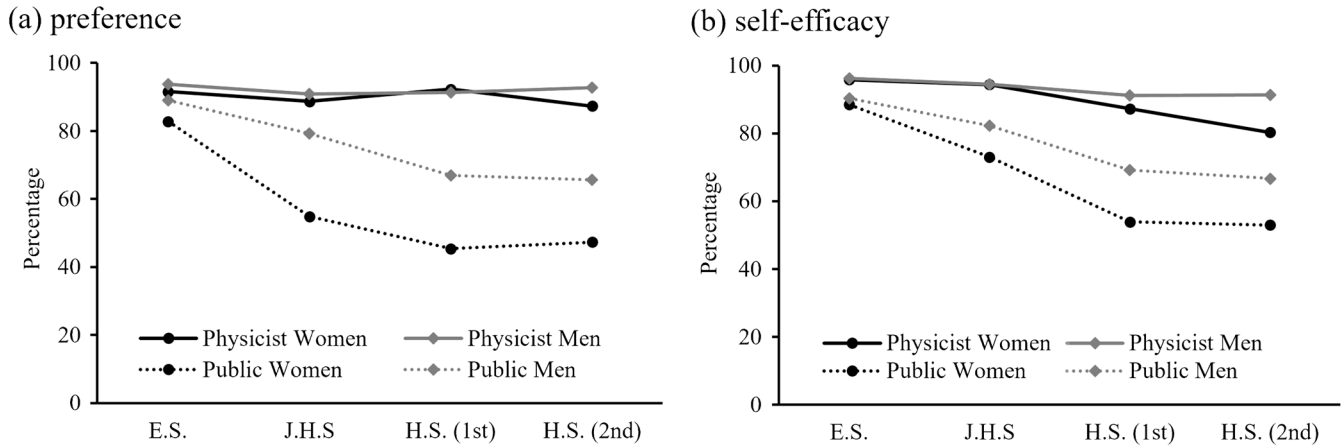 (a) preference
100
80
60
40
20
0
Percentage
Physicist Women
Physicist Men
Public Women
Public Men
E.S.
J.H.S
H.S. (1st)
H.S. (2nd)
(b) self-efficacy
100
80
60
40
20
0
Percentage
Physicist Women
Physicist Men
Public Women
Public Men
E.S.
J.H.S
H.S. (1st)
H.S. (2nd)